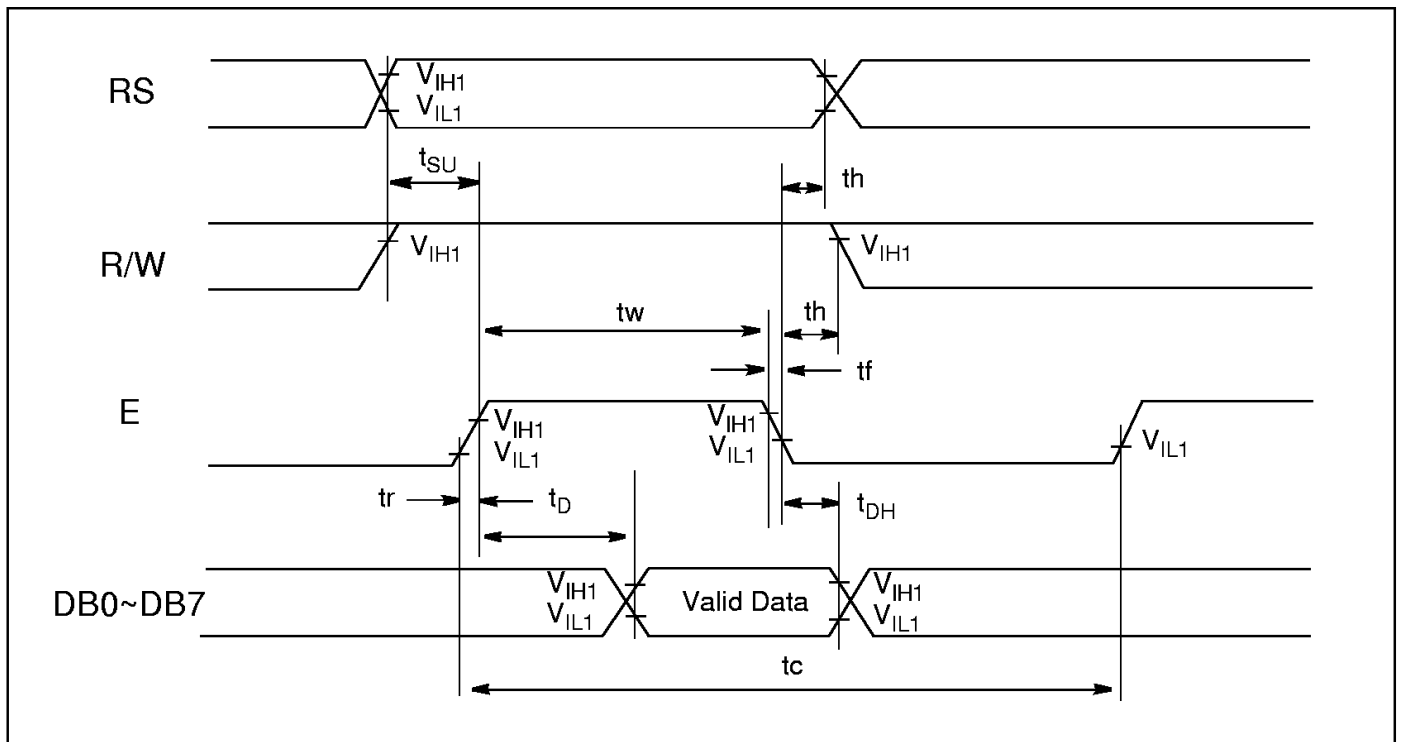 RS
VIH1
VIL1
tSU
th
R/W
VIH1
VIH1
tw
th
tf
E
VIH1
VIL1
VIH1
VIL1
VIL1
tr
tD
tDH
DB0~DB7
VIH1
VIL1
Valid Data
VIH1
VIL1
tc